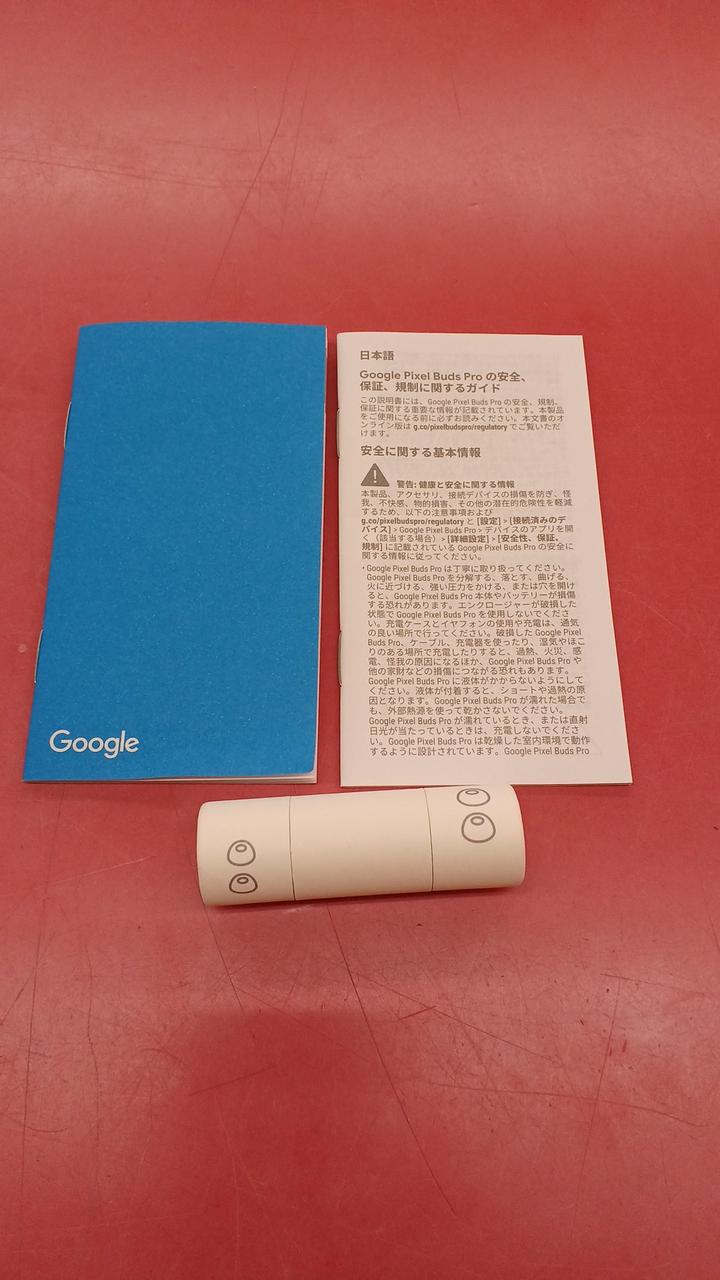 Google
日本語
Google Pixel Buds Pro の安全、
保証、規制に関するガイド
この説明書には、Google Pixel Buds Pro の安全、規制、
保証に関する重要な情報が記載されています。本製品
をご使用になる前に必ずお読みください。本文書のオ
ンライン版は g.co/pixelbudspro/regulatory でご覧いただ
けます。
安全に関する基本情報
警告: 健康と安全に関する情報
本製品、アクセサリ、接続デバイスの損傷を防ぎ、怪
我、不快感、物的損害、その他の潜在的危険性を軽減
するため、以下の注意事項および
g.co/pixelbudspro/regulatory と [設定] > [接続済みのデ
バイス] > Google Pixel Buds Pro > デバイスのアプリを開
く（該当する場合）> [詳細設定] > [安全性、保証、
規制] に記載されている Google Pixel Buds Pro の安全に
関する情報に従ってください。
・Google Pixel Buds Pro は丁寧に取り扱ってください。
Google Pixel Buds Pro を分解する、落とす、曲げる、
火に近づける、強い圧力をかける、または穴を開け
ると、Google Pixel Buds Pro 本体やバッテリーが損傷
する恐れがあります。エンクロージャーが破損した
状態で Google Pixel Buds Pro を使用しないでくださ
い。充電ケースとイヤフォンの使用や充電は、通気
の良い場所で行ってください。破損した Google Pixel
Buds Pro、ケーブル、充電器を使ったり、湿気やほこ
りのある場所で充電したりすると、過熱、火災、感
電、怪我の原因になるほか、Google Pixel Buds Pro や
他の家財などの損傷につながる恐れもあります。
Google Pixel Buds Pro に液体がかからないようにして
ください。液体が付着すると、ショートや過熱の原
因となります。Google Pixel Buds Pro が濡れた場合で
も、外部熱源を使って乾かさないでください。
Google Pixel Buds Pro が濡れているとき、または直射
日光が当たっているときは、充電しないでくださ
い。Google Pixel Buds Pro は乾燥した室内環境で動作
するように設計されています。Google Pixel Buds Pro